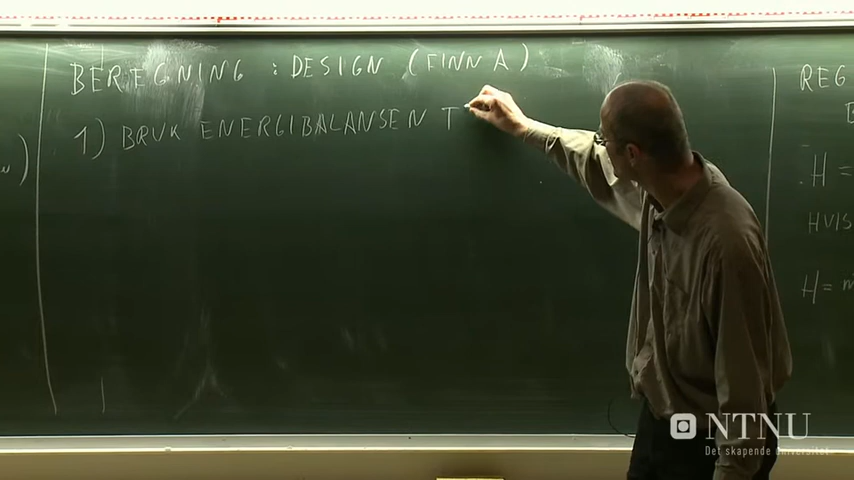 BEREGNING : DESIGN (FINN A)
1) BRUK ENERGIBALANSEN T
REG
H =
HVIS
H = m
NTNU
Det skapende universitet